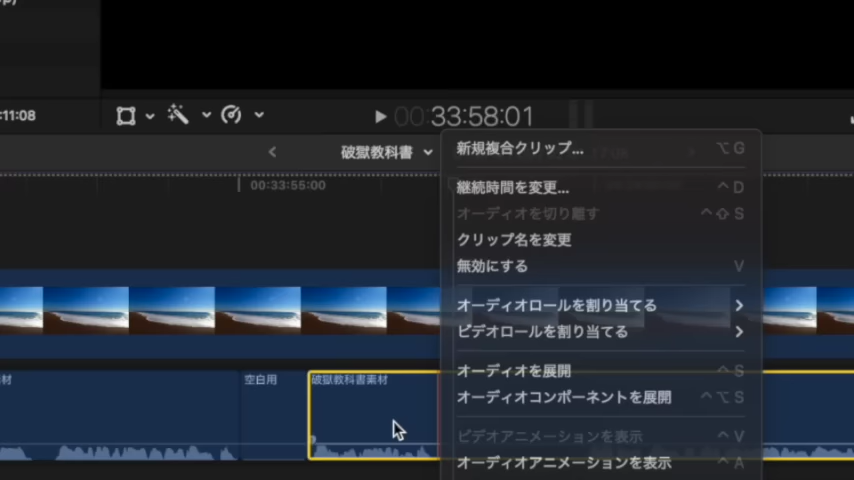 :11:08
00:33:58:01
破獄教科書
新規複合クリップ... ⌥G
00:33:55:00
継続時間を変更... ^D
オーディオを切り離す ^⇧S
クリップ名を変更
無効にする V
オーディオロールを割り当てる
ビデオロールを割り当てる
材
空白用
破獄教科書素材
オーディオを展開 ^S
オーディオコンポーネントを展開 ^⌥S
ビデオアニメーションを表示 ^V
オーディオアニメーションを表示 ^A